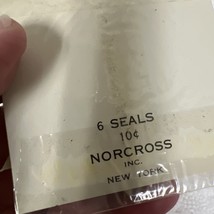 6 SEALS
10¢
NORCROSS
INC.
NEW YORK